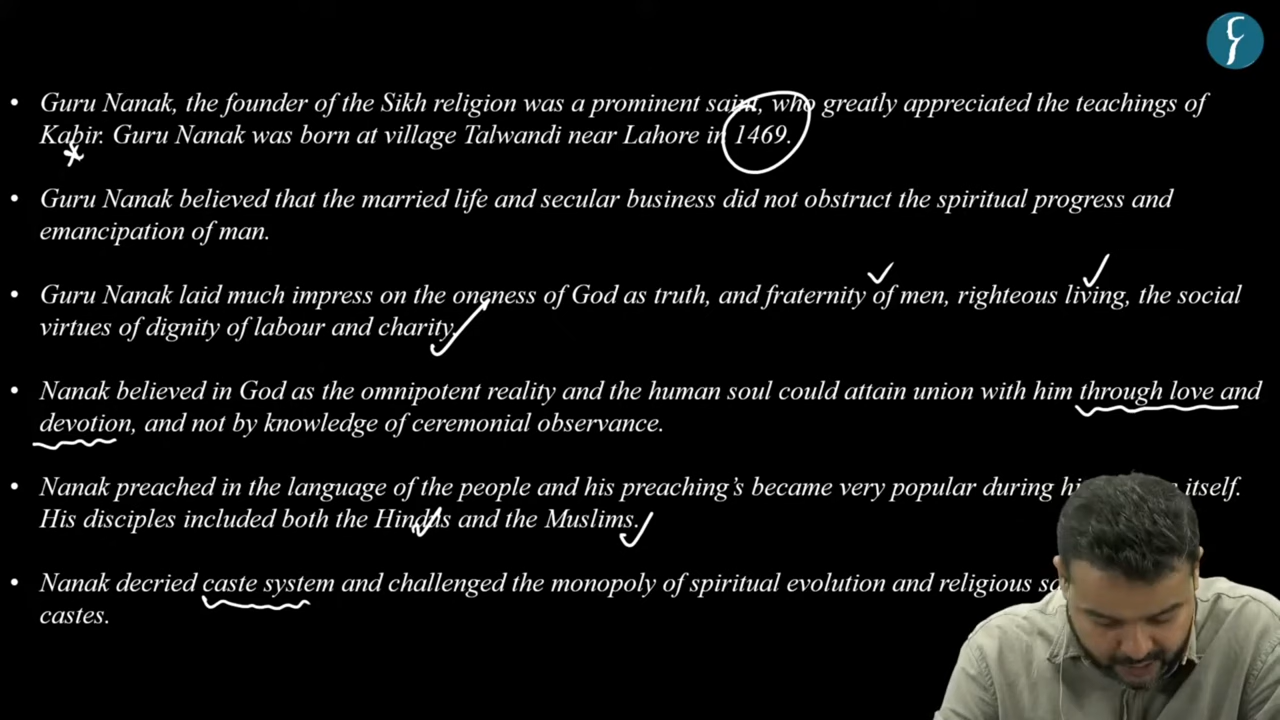 • Guru Nanak, the founder of the Sikh religion was a prominent saint, who greatly appreciated the teachings of
Kabir. Guru Nanak was born at village Talwandi near Lahore in 1469.
• Guru Nanak believed that the married life and secular business did not obstruct the spiritual progress and
emancipation of man.
• Guru Nanak laid much impress on the oneness of God as truth, and fraternity of men, righteous living, the social
virtues of dignity of labour and charity.
• Nanak believed in God as the omnipotent reality and the human soul could attain union with him through love and
devotion, and not by knowledge of ceremonial observance.
• Nanak preached in the language of the people and his preaching's became very popular during itself.
His disciples included both the Hindus and the Muslims.
• Nanak decried caste system and challenged the monopoly of spiritual evolution and religious
castes.